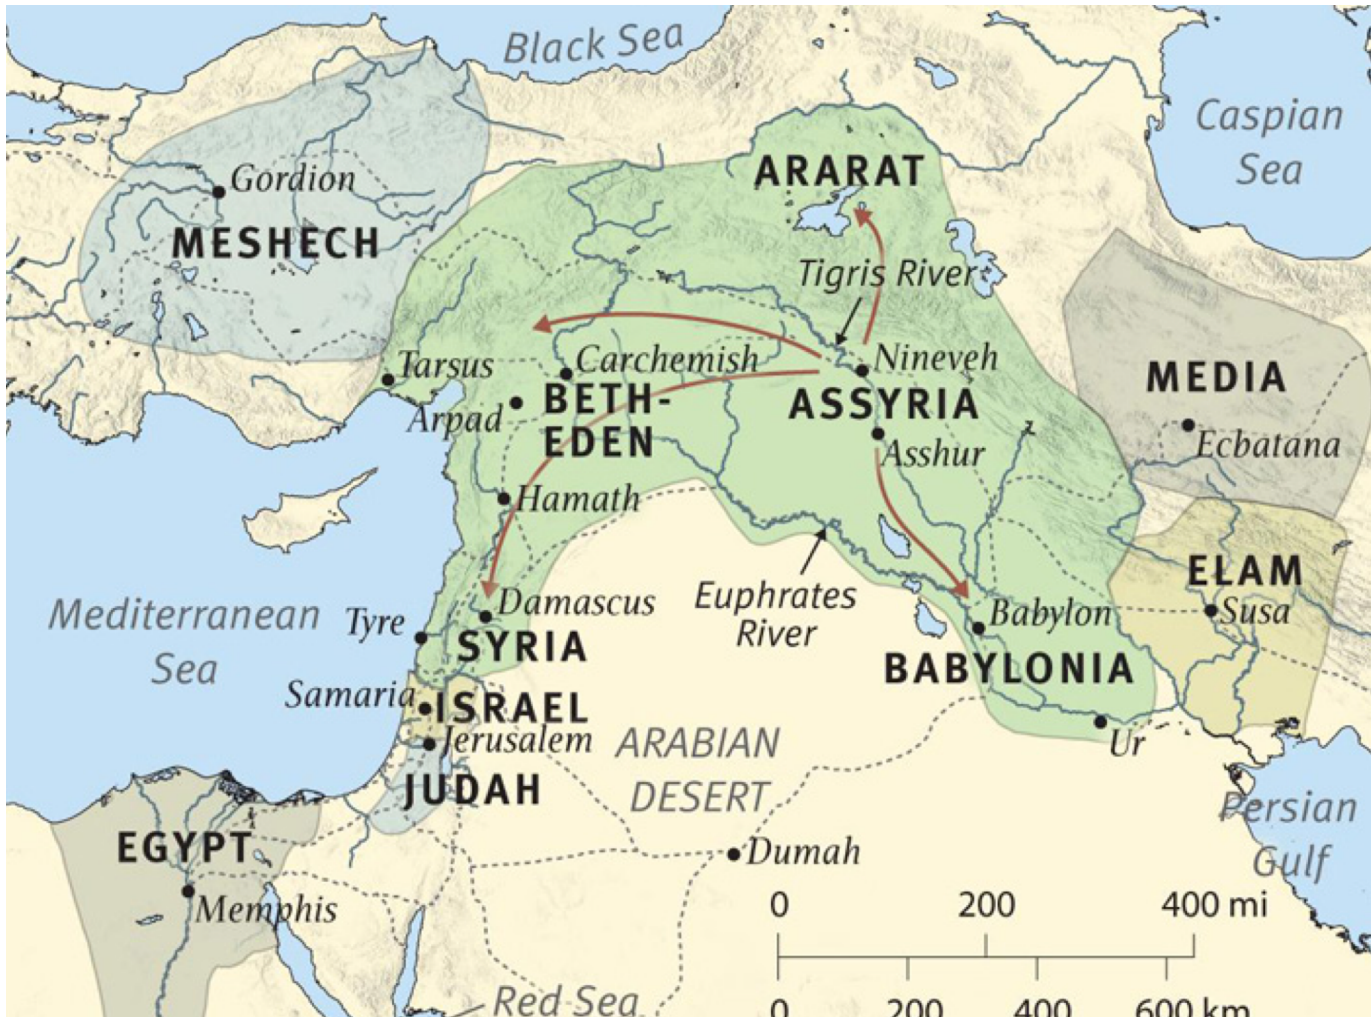 Black Sea
Caspian
Sea
ARARAT
Gordion
MESHECH
Tigris River
Tarsus
Carchemish
Nineveh
MEDIA
Arpad
BETH-
EDEN
ASSYRIA
Ecbatana
Asshur
Hamath
ELAM
Euphrates
River
Mediterranean
Sea
Tyre
Damascus
Babylon
Susa
SYRIA
BABYLONIA
Samaria
ISRAEL
Jerusalem
ARABIAN
DESERT
Ur
JUDAH
Persian
Gulf
EGYPT
Dumah
Memphis
0 200 400 mi
Red Sea
0 200 400 600 km